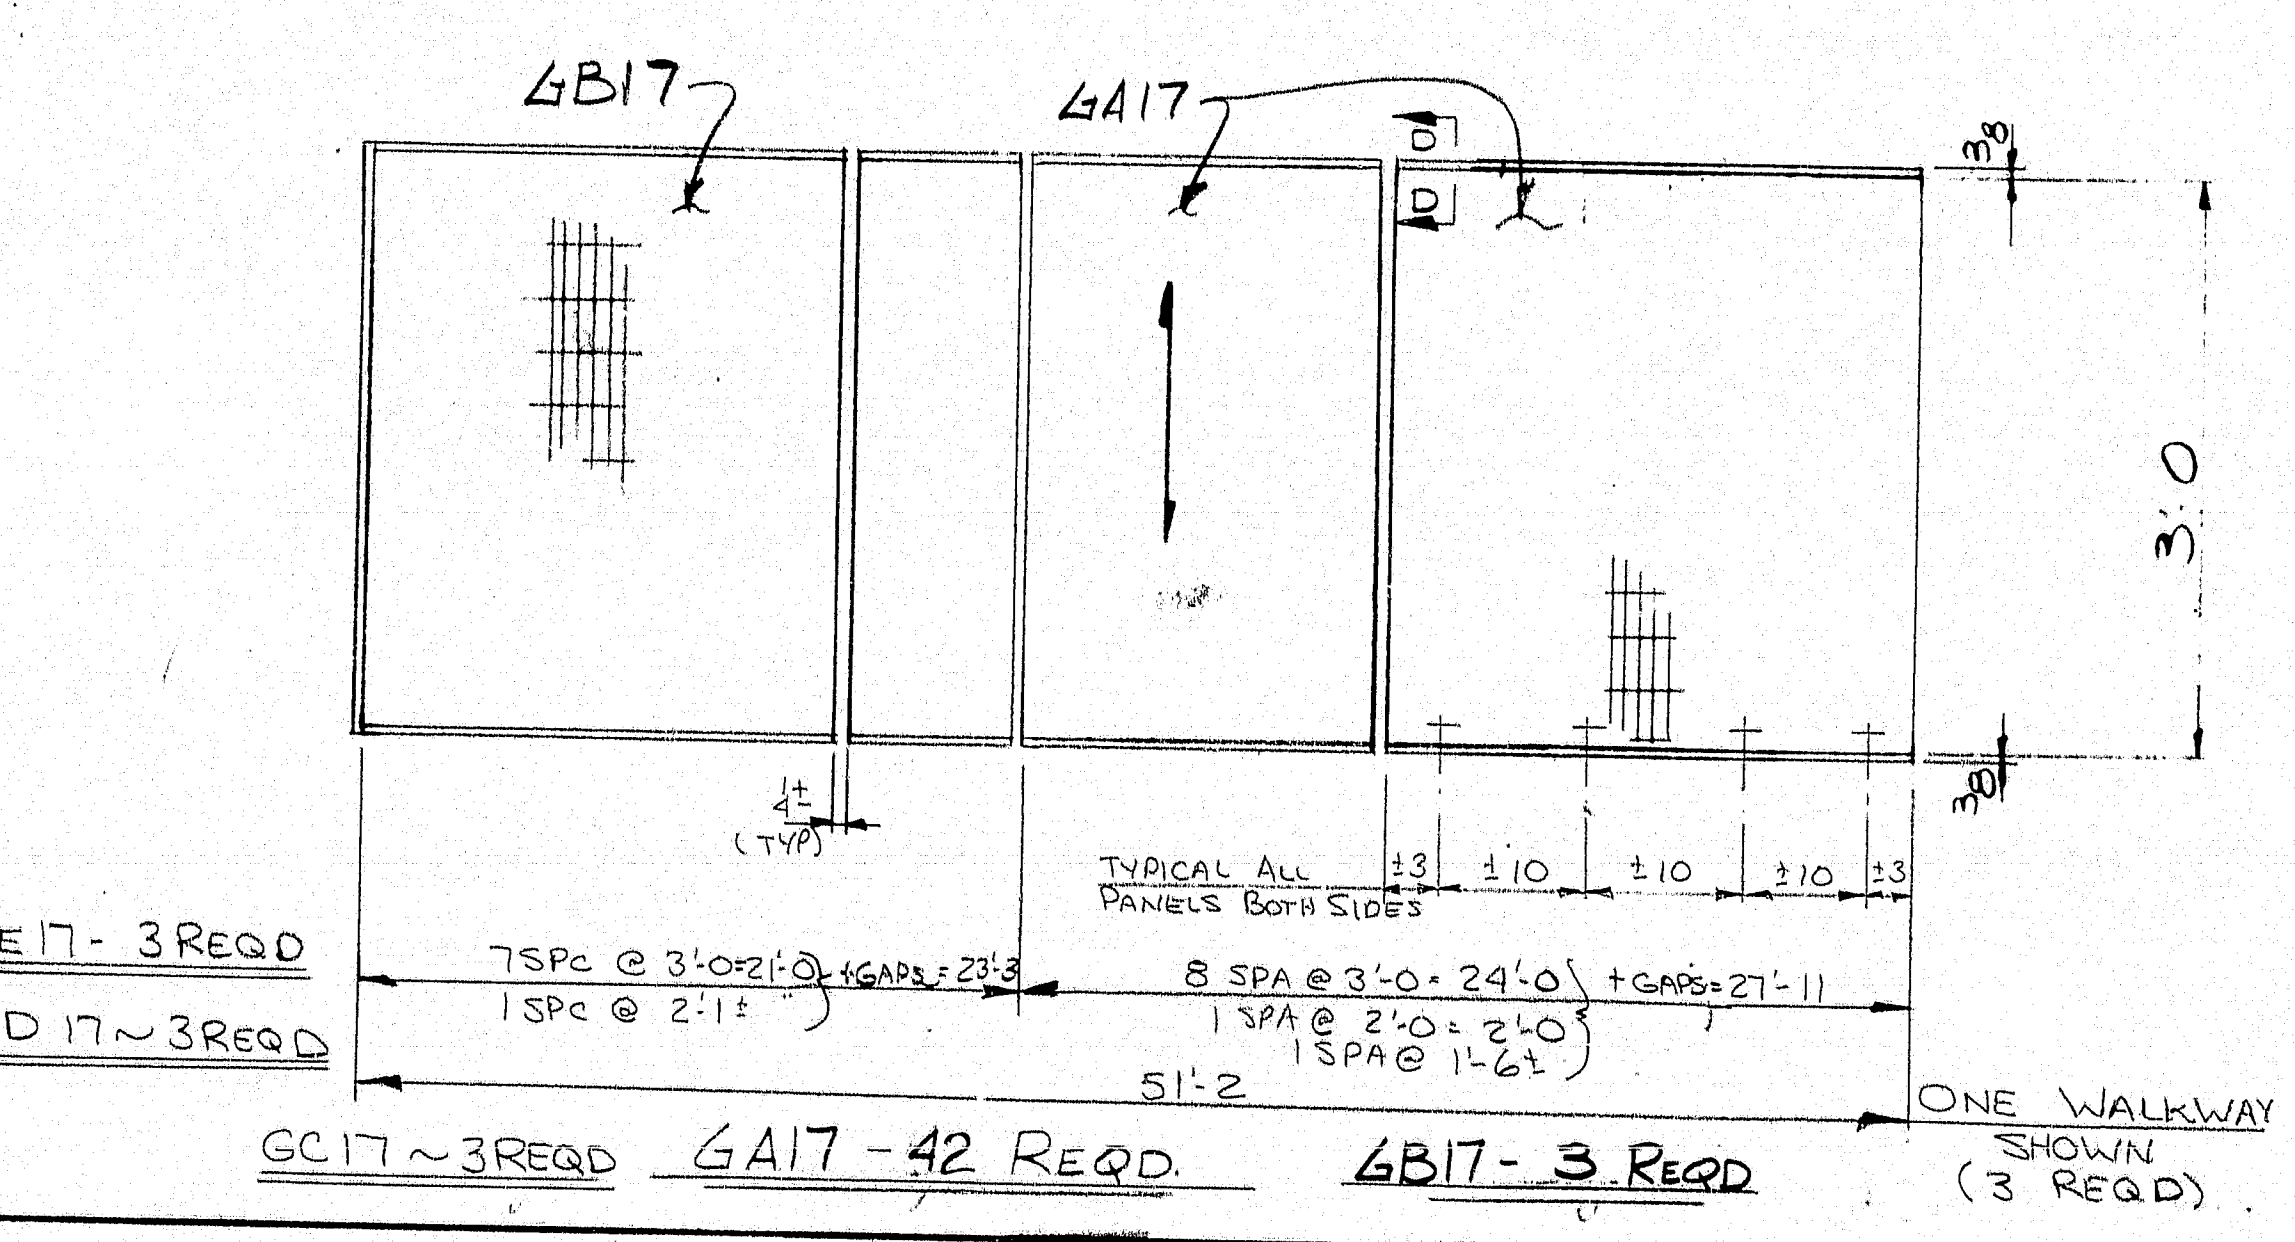 GB17
GA17
D
D
3/8
3'-0
3/8
1/4 ±
(TYP)
TYPICAL ALL
PANELS BOTH SIDES
±3
±10
±10
±10
±3
E17 - 3 REQD
D17 ~ 3 REQD
7 SPC @ 3'-0 = 21'-0 } + GAPS = 23'-3
1 SPC @ 2'-1 ±
8 SPA @ 3'-0 = 24'-0 } + GAPS = 27'-11
1 SPA @ 2'-0 = 2'-0
1 SPA @ 1'-6 ±
51'-2
GC17 ~ 3 REQD
GA17 - 42 REQD.
GB17 - 3 REQD
ONE WALKWAY
SHOWN
(3 REQD)